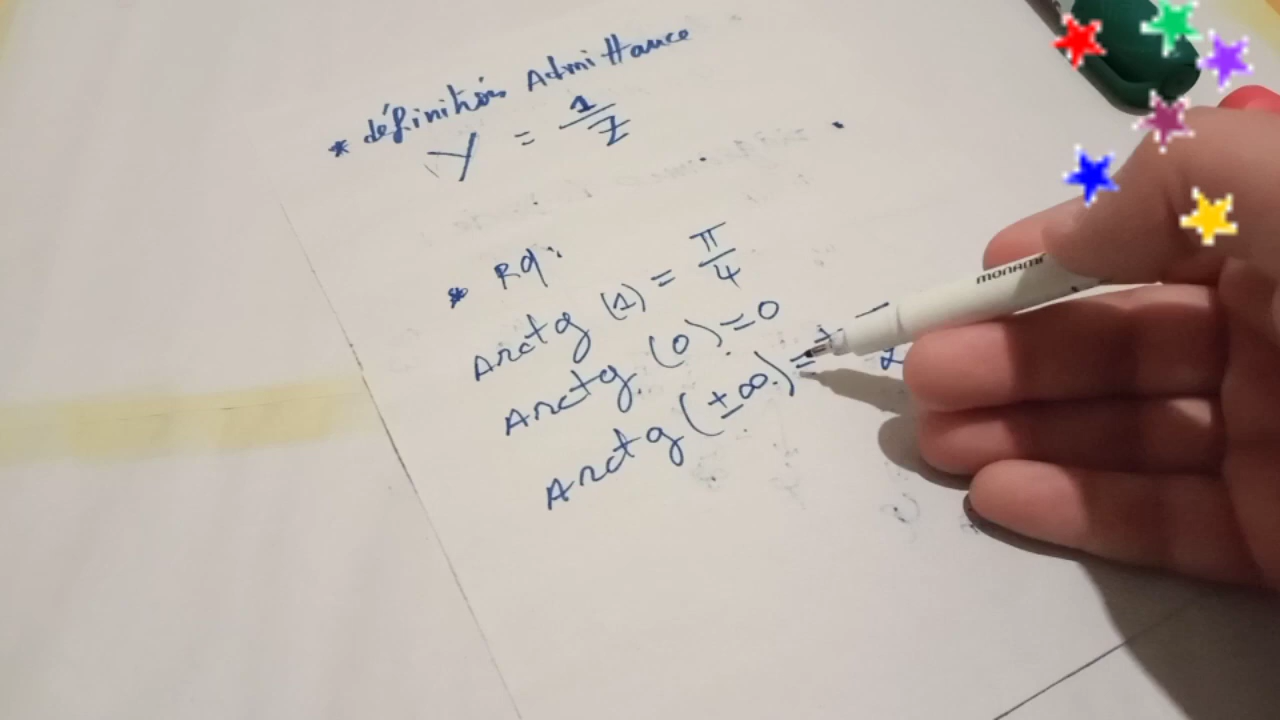 * définition Admittance
Y = 1/Z
* Rq:
Arctg (1) = π/4
Arctg (0) = 0
Arctg (±∞) =
MONAMI